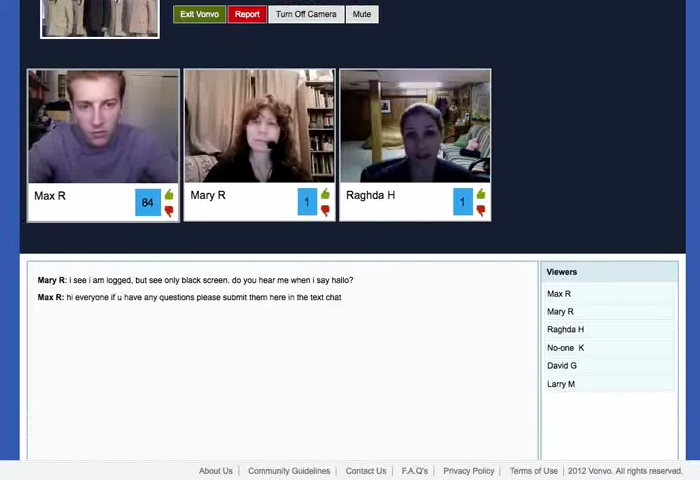 Exit Vonvo Report Turn Off Camera Mute
Max R 84 Mary R 1 Raghda H 1
Mary R: i see i am logged, but see only black screen. do you hear me when i say hallo?
Max R: hi everyone if u have any questions please submit them here in the text chat
Viewers
Max R
Mary R
Raghda H
No-one K
David G
Larry M
About Us | Community Guidelines | Contact Us | F.A.Q's | Privacy Policy | Terms of Use | 2012 Vonvo. All rights reserved.